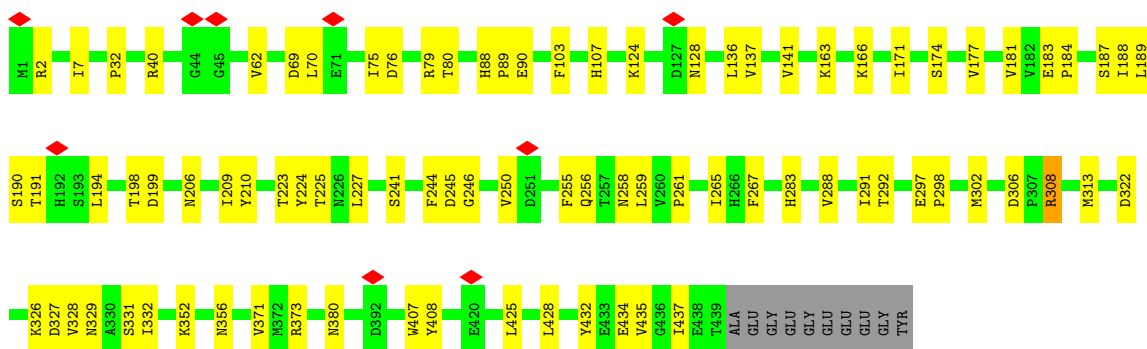 M1 R2 I7 P32 R40 G44 G45 V62 D69 L70 E71 I75 D76 R79 T80 H88 P89 E90 F103 H107 K124 D127 N128 L136 V137 V141 K163 K166 I171 S174 V177 V181 V182 E183 P184 S187 I188 L189
S190 T191 H192 S193 L194 T198 D199 N206 I209 Y210 T223 Y224 T225 N226 L227 S241 F244 D245 G246 V250 D251 F255 Q256 T257 N258 L259 V260 P261 I265 H266 F267 H283 V288 I291 T292 E297 P298 M302 D306 P307 R308 M313 D322
K326 D327 V328 N329 A330 S331 I332 K352 N356 V371 M372 R373 N380 D392 W407 Y408 E420 L425 L428 Y432 E433 E434 V435 G436 I437 E438 T439 ALA GLU GLY GLU GLU GLU GLU GLU GLY TYR